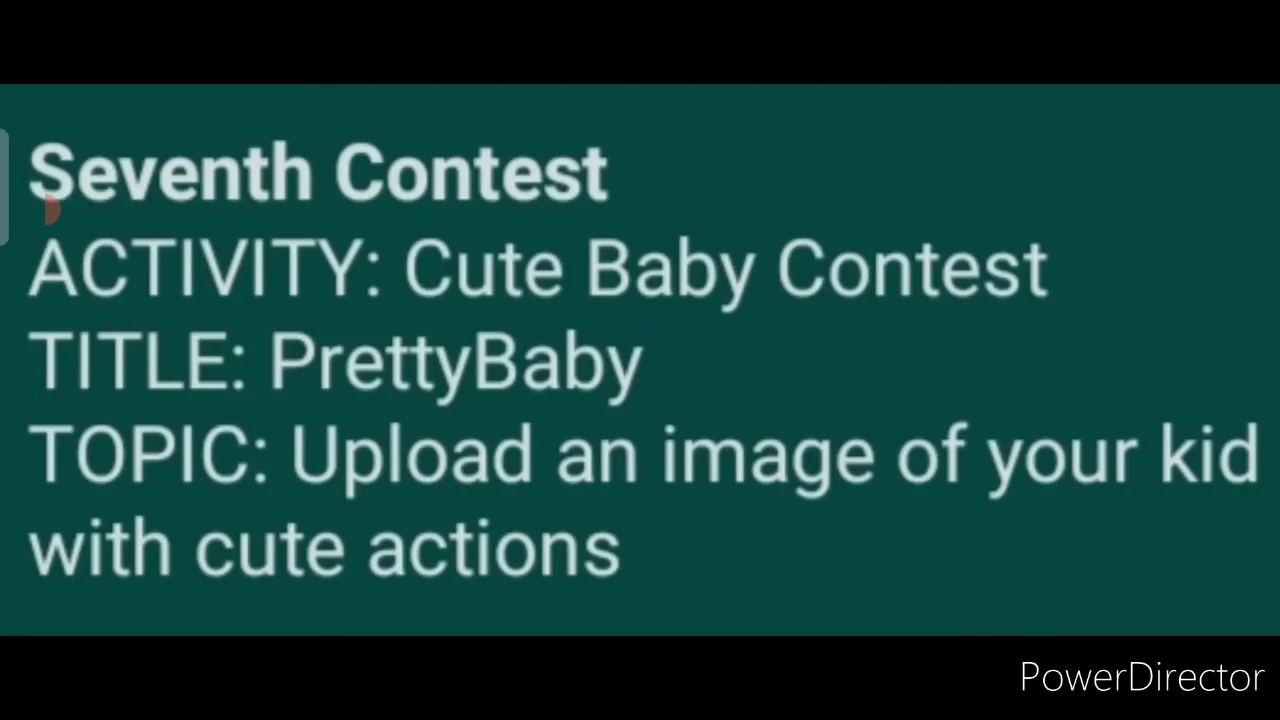 Seventh Contest
ACTIVITY: Cute Baby Contest
TITLE: PrettyBaby
TOPIC: Upload an image of your kid
with cute actions
PowerDirector